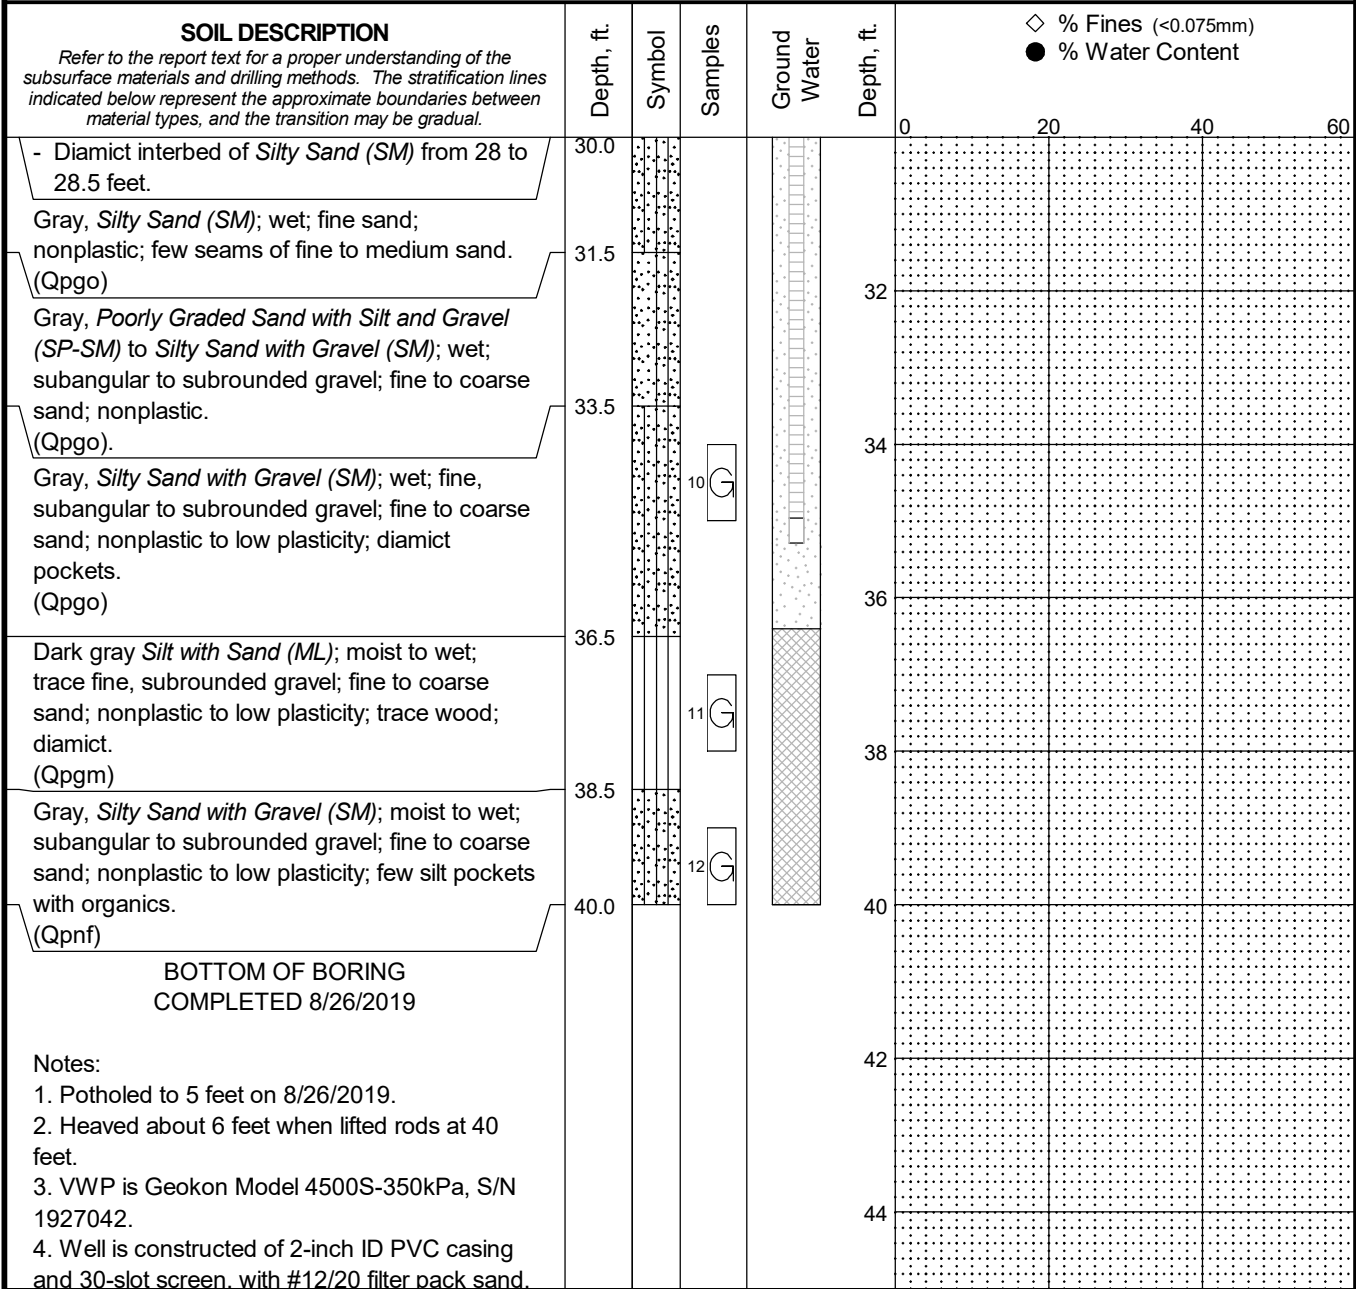 SOIL DESCRIPTION
Refer to the report text for a proper understanding of the
subsurface materials and drilling methods. The stratification lines
indicated below represent the approximate boundaries between
material types, and the transition may be gradual.
Depth, ft.
Symbol
Samples
Ground
Water
Depth, ft.
◇ % Fines (<0.075mm)
● % Water Content
0 20 40 60
- Diamict interbed of Silty Sand (SM) from 28 to
28.5 feet.
30.0
Gray, Silty Sand (SM); wet; fine sand;
nonplastic; few seams of fine to medium sand.
(Qpgo)
31.5
32
Gray, Poorly Graded Sand with Silt and Gravel
(SP-SM) to Silty Sand with Gravel (SM); wet;
subangular to subrounded gravel; fine to coarse
sand; nonplastic.
(Qpgo).
33.5
34
Gray, Silty Sand with Gravel (SM); wet; fine,
subangular to subrounded gravel; fine to coarse
sand; nonplastic to low plasticity; diamict
pockets.
(Qpgo)
10 G
36
36.5
Dark gray Silt with Sand (ML); moist to wet;
trace fine, subrounded gravel; fine to coarse
sand; nonplastic to low plasticity; trace wood;
diamict.
(Qpgm)
11 G
38
38.5
Gray, Silty Sand with Gravel (SM); moist to wet;
subangular to subrounded gravel; fine to coarse
sand; nonplastic to low plasticity; few silt pockets
with organics.
(Qpnf)
12 G
40.0
40
BOTTOM OF BORING
COMPLETED 8/26/2019
42
Notes:
1. Potholed to 5 feet on 8/26/2019.
2. Heaved about 6 feet when lifted rods at 40
feet.
3. VWP is Geokon Model 4500S-350kPa, S/N
1927042.
44
4. Well is constructed of 2-inch ID PVC casing
and 30-slot screen, with #12/20 filter pack sand.